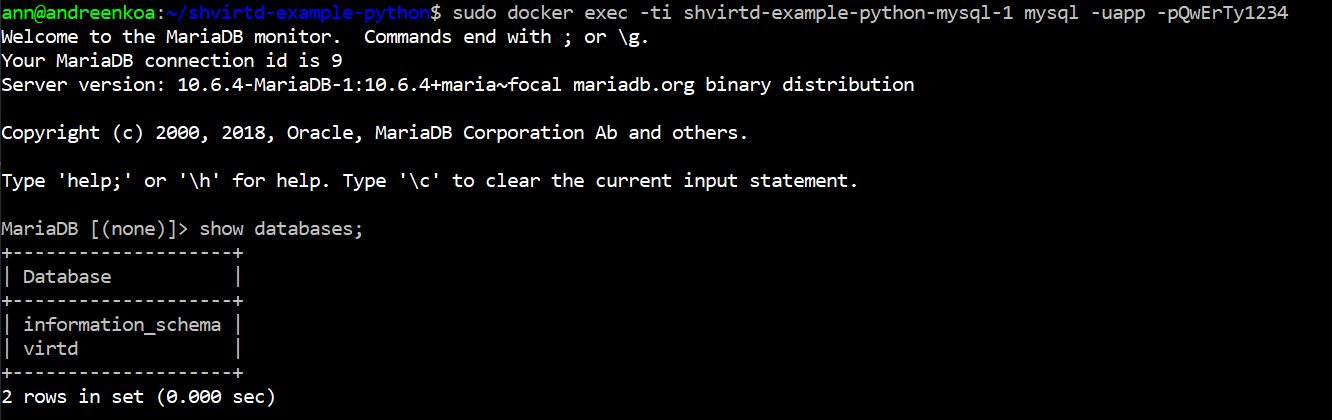 ann@andreenkoa:~/shvirtd-example-python$ sudo docker exec -ti shvirtd-example-python-mysql-1 mysql -uapp -pQwErTy1234
Welcome to the MariaDB monitor.  Commands end with ; or \g.
Your MariaDB connection id is 9
Server version: 10.6.4-MariaDB-1:10.6.4+maria~focal mariadb.org binary distribution

Copyright (c) 2000, 2018, Oracle, MariaDB Corporation Ab and others.

Type 'help;' or '\h' for help. Type '\c' to clear the current input statement.

MariaDB [(none)]> show databases;
+--------------------+
| Database           |
+--------------------+
| information_schema |
| virtd              |
+--------------------+
2 rows in set (0.000 sec)